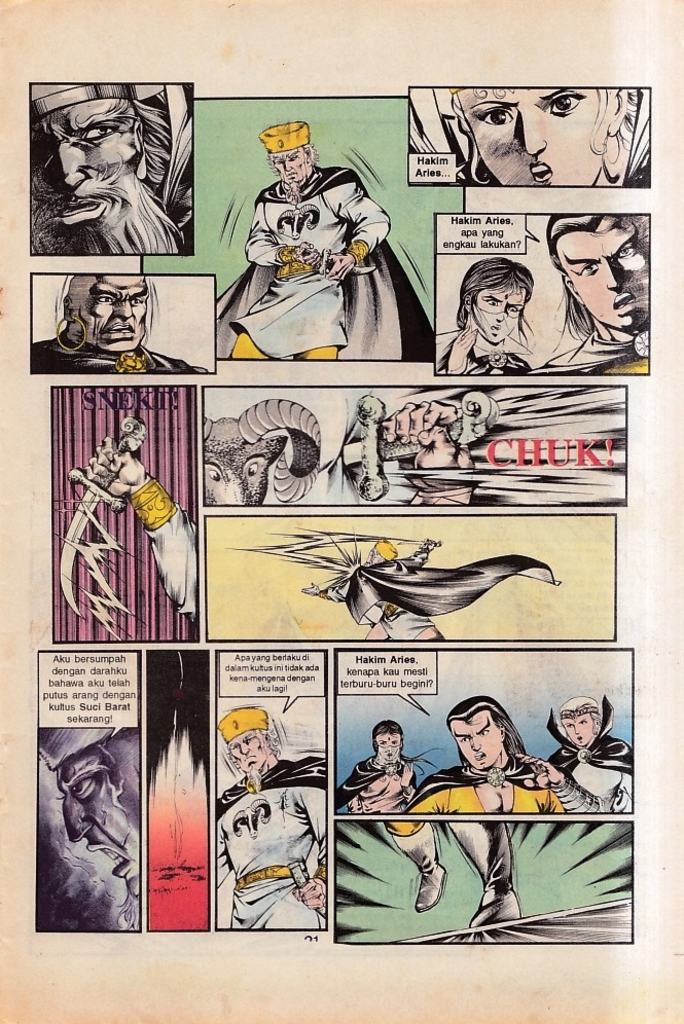 Hakim
Aries...
Hakim Aries,
apa yang
engkau lakukan?
SNEKT!
CHUK!
Aku bersumpah
dengan darahku
bahawa aku telah
putus arang dengan
kultus Suci Barat
sekarang!
Apa yang berlaku di
dalam kultus ini tidak ada
kena-mengena dengan
aku lagi!
Hakim Aries,
kenapa kau mesti
terburu-buru begini?
21